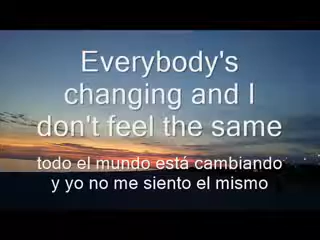 Everybody's
changing and I
don't feel the same
todo el mundo está cambiando
y yo no me siento el mismo